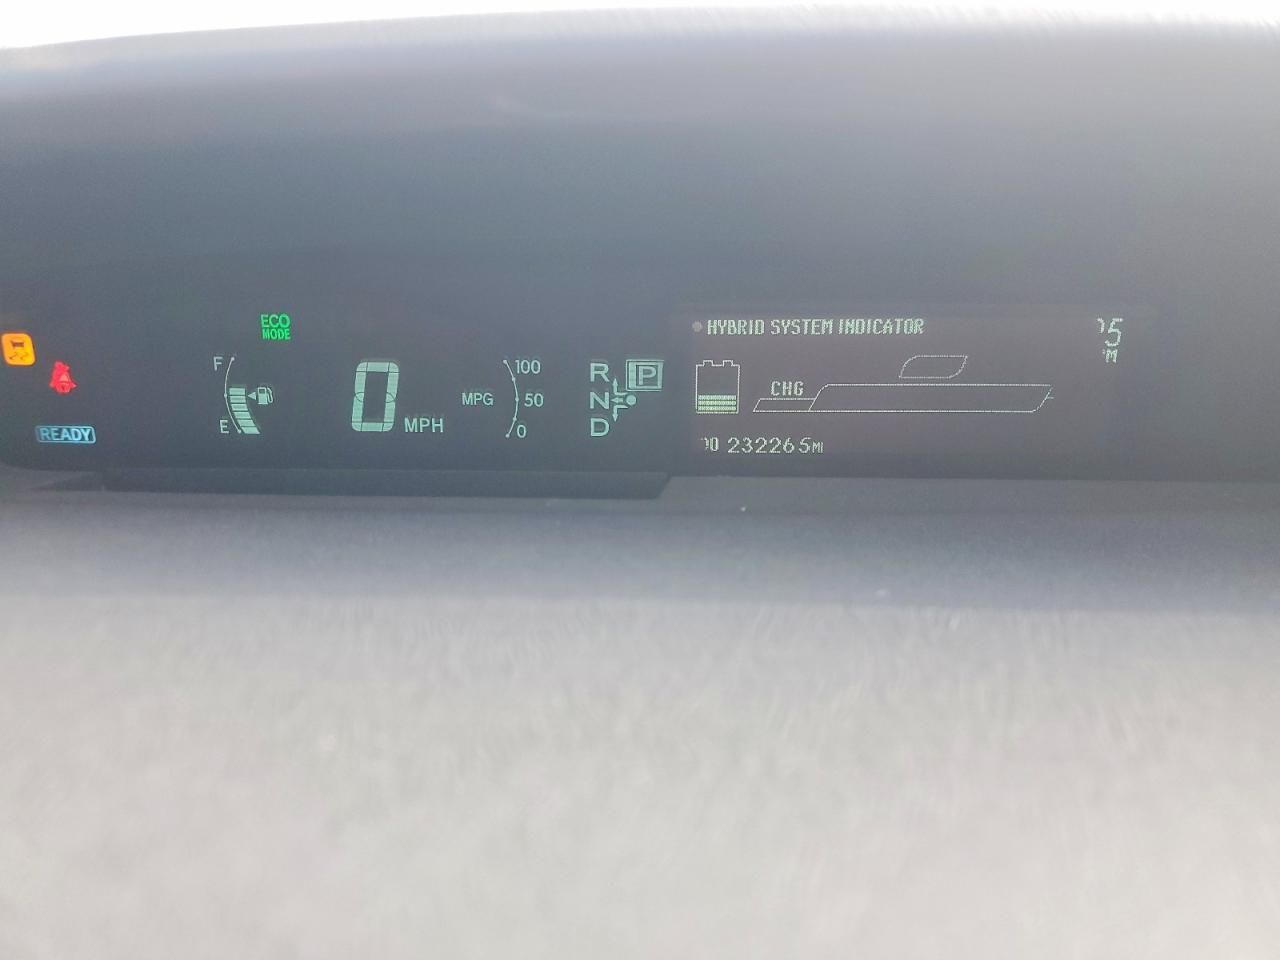 ECO
MODE
F
E
READY
0 MPH
MPG
100
50
0
R
N
D
P
HYBRID SYSTEM INDICATOR
CHG
232265MI